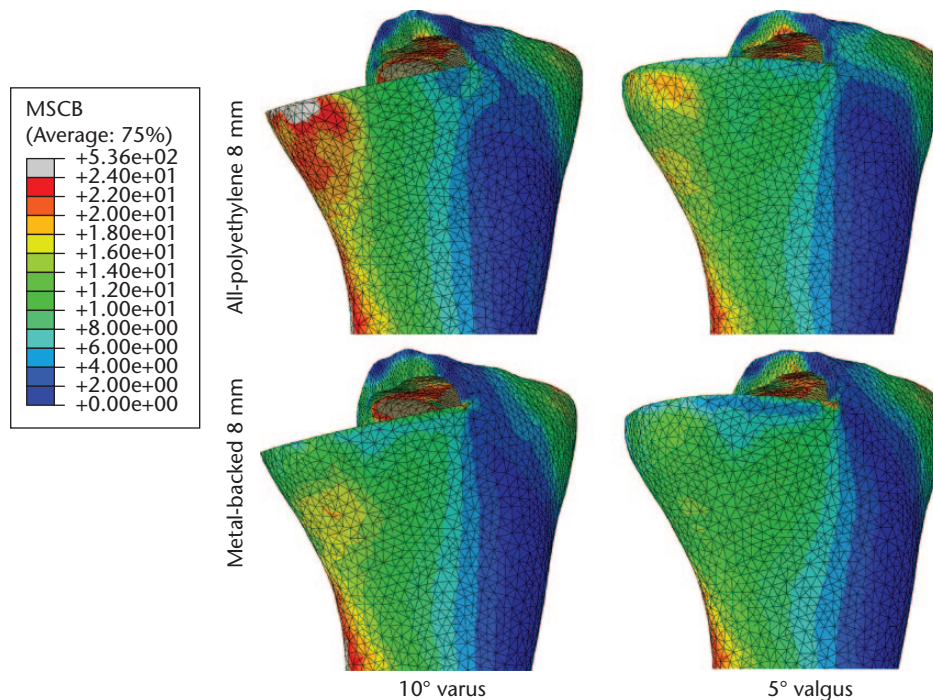 MSCB
(Average: 75%)
+5.36e+02
+2.40e+01
+2.20e+01
+2.00e+01
+1.80e+01
+1.60e+01
+1.40e+01
+1.20e+01
+1.00e+01
+8.00e+00
+6.00e+00
+4.00e+00
+2.00e+00
+0.00e+00
All-polyethylene 8 mm
Metal-backed 8 mm
10° varus
5° valgus